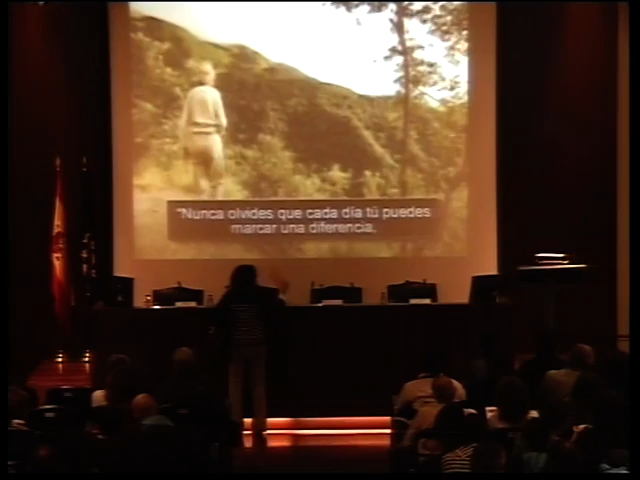 "Nunca olvides que cada día tú puedes
marcar una diferencia,